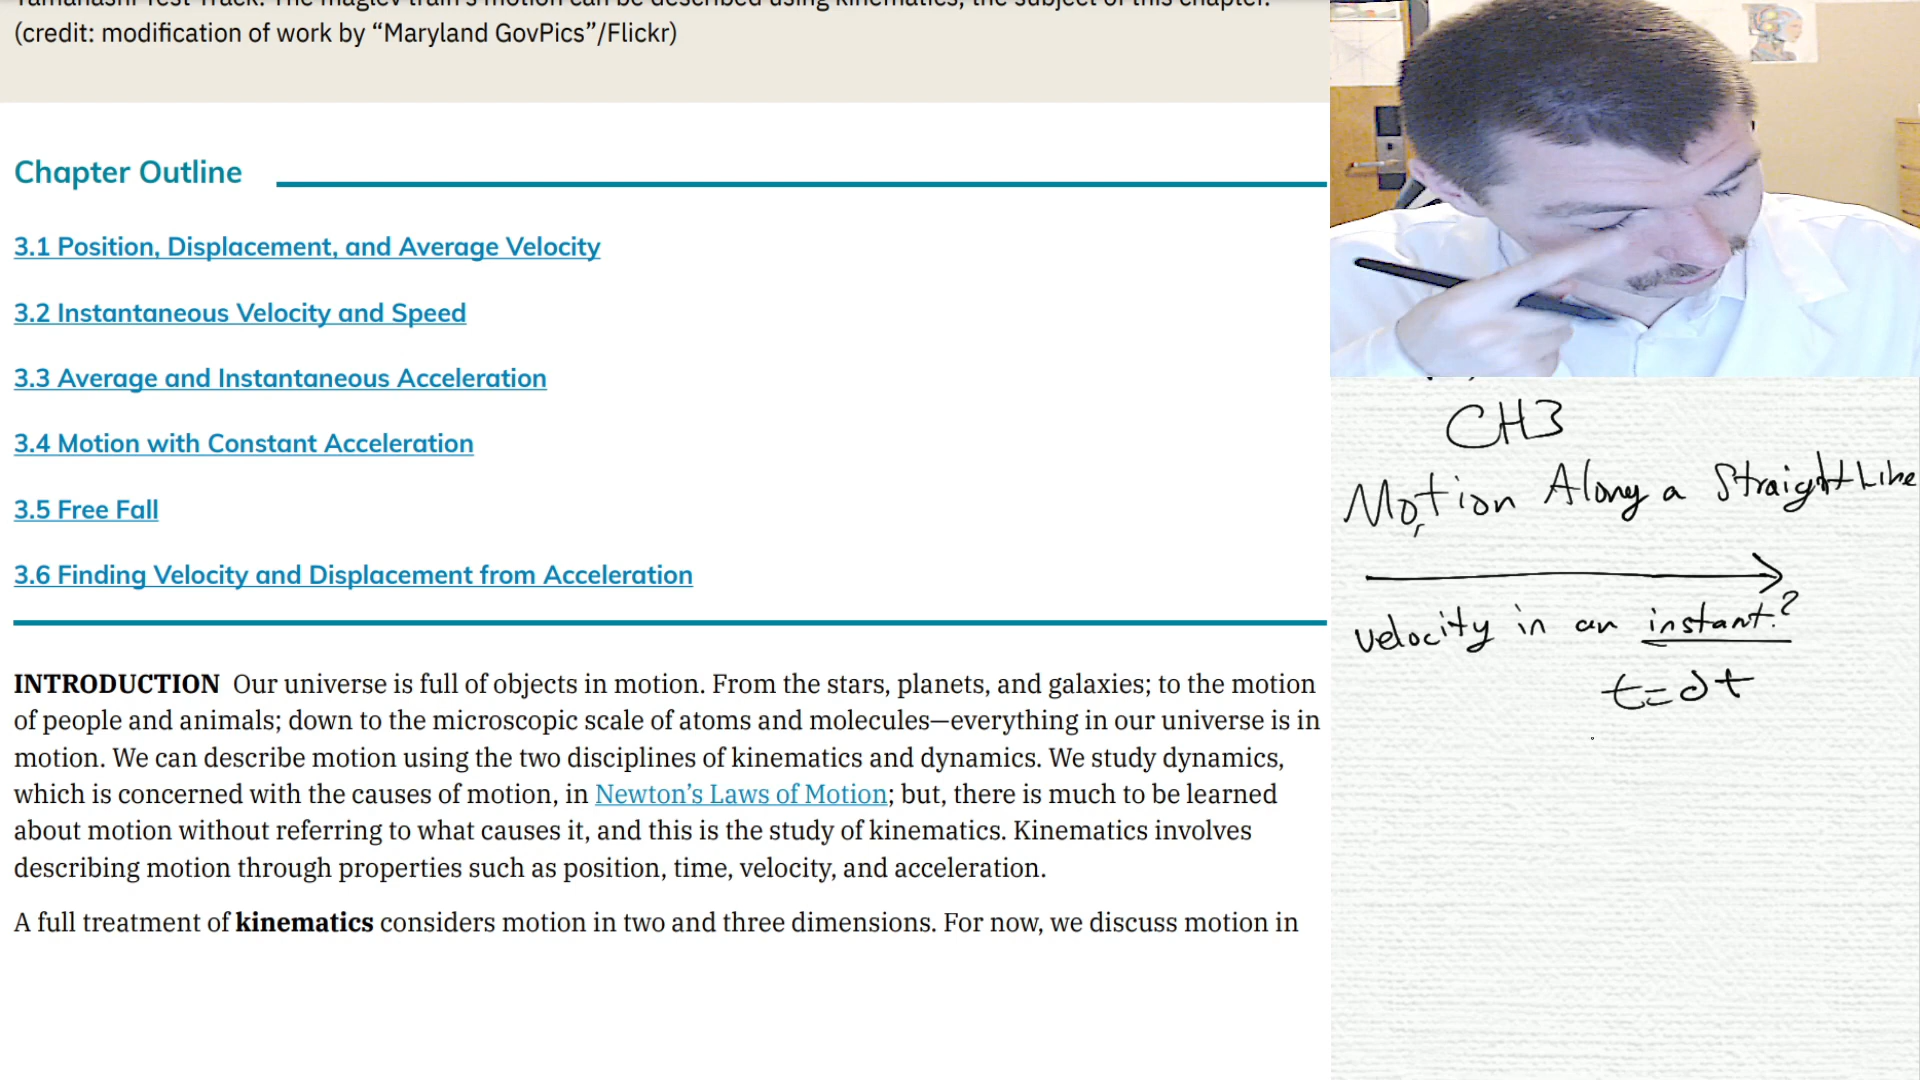 (credit: modification of work by “Maryland GovPics”/Flickr)
Chapter Outline
3.1 Position, Displacement, and Average Velocity
3.2 Instantaneous Velocity and Speed
3.3 Average and Instantaneous Acceleration
3.4 Motion with Constant Acceleration
3.5 Free Fall
3.6 Finding Velocity and Displacement from Acceleration
INTRODUCTION Our universe is full of objects in motion. From the stars, planets, and galaxies; to the motion
of people and animals; down to the microscopic scale of atoms and molecules—everything in our universe is in
motion. We can describe motion using the two disciplines of kinematics and dynamics. We study dynamics,
which is concerned with the causes of motion, in Newton’s Laws of Motion; but, there is much to be learned
about motion without referring to what causes it, and this is the study of kinematics. Kinematics involves
describing motion through properties such as position, time, velocity, and acceleration.
A full treatment of kinematics considers motion in two and three dimensions. For now, we discuss motion in
CH3
Motion Along a Straight Line
velocity in an instant?
t=∂t